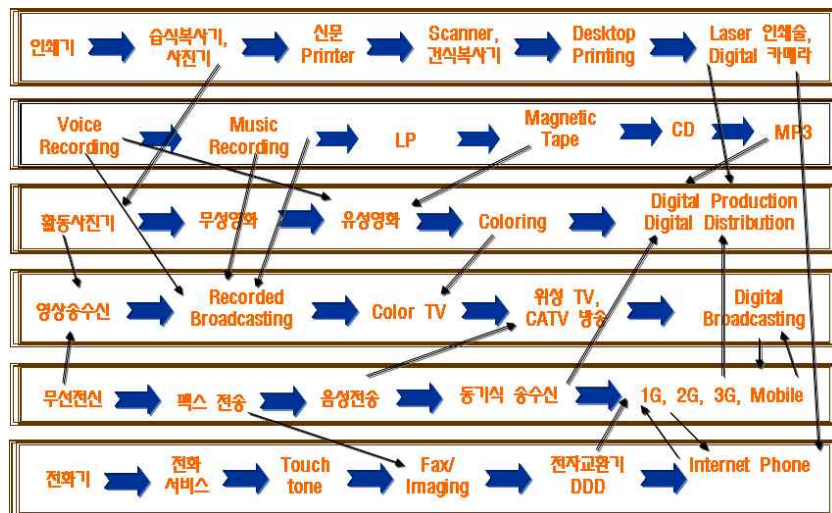 인쇄기
습식복사기,
사진기
신문
Printer
Scanner,
건식복사기
Desktop
Printing
Laser 인쇄술,
Digital 카메라
Voice
Recording
Music
Recording
LP
Magnetic
Tape
CD
MP3
활동사진기
무성영화
유성영화
Coloring
Digital Production
Digital Distribution
영상송수신
Recorded
Broadcasting
Color TV
위성 TV,
CATV 방송
Digital
Broadcasting
무선전신
팩스 전송
음성전송
동기식 송수신
1G, 2G, 3G, Mobile
전화기
전화
서비스
Touch
tone
Fax/
Imaging
전자교환기
DDD
Internet Phone